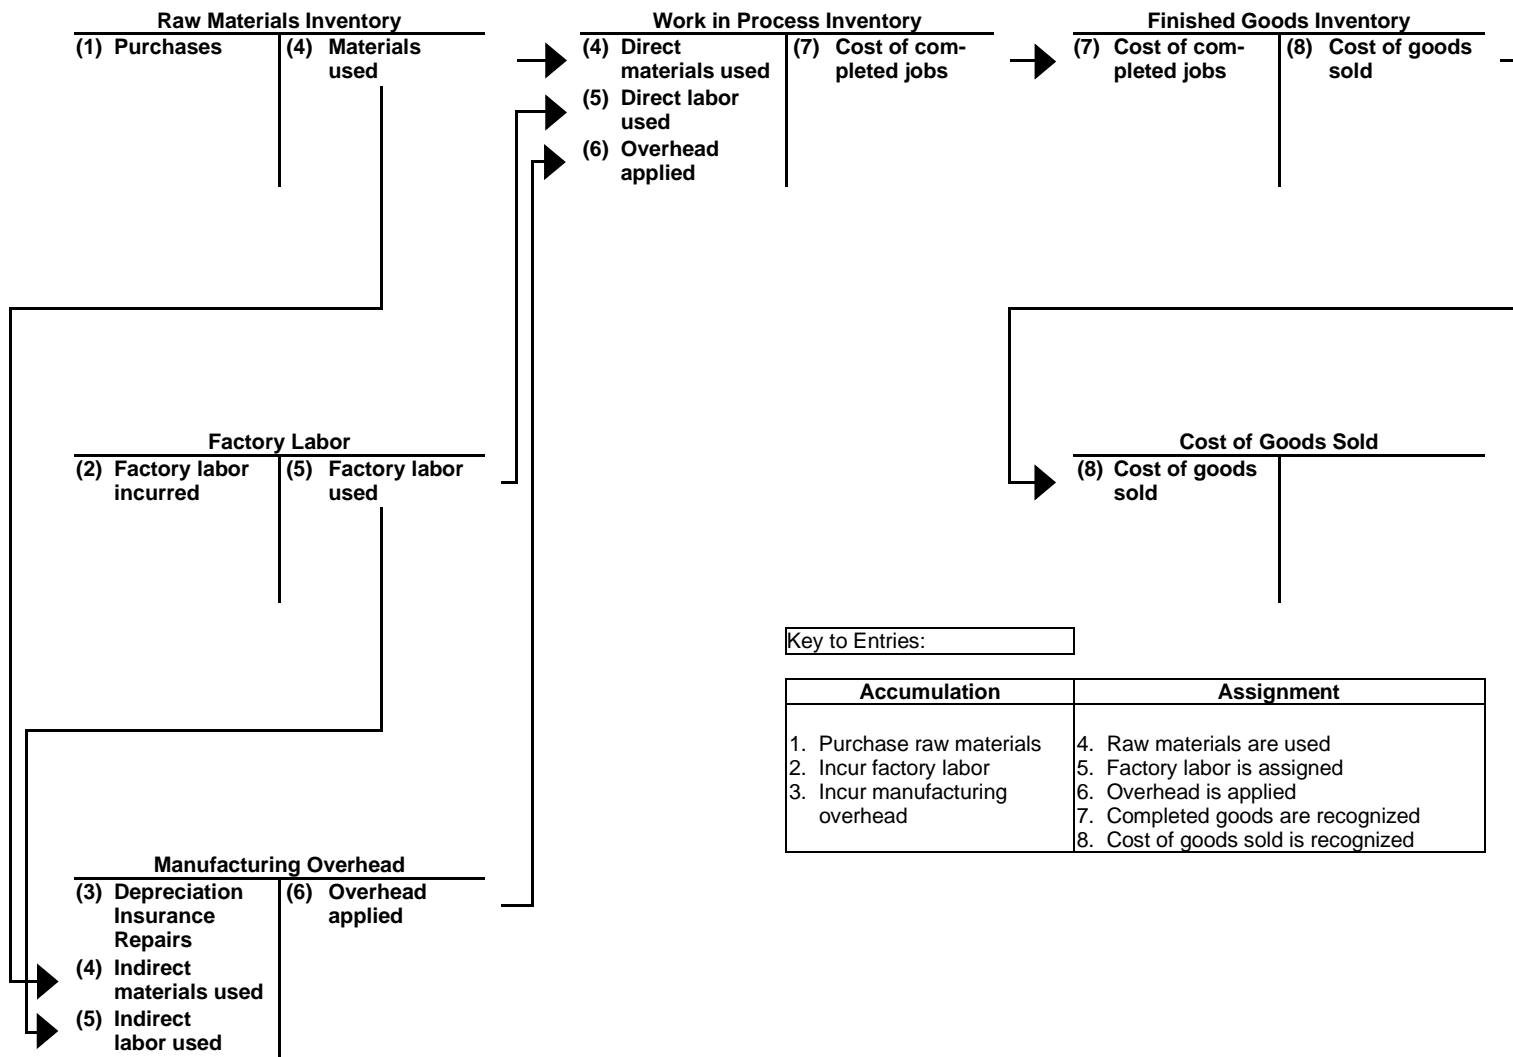 Raw Materials Inventory
(1) Purchases
(4) Materials
used
Work in Process Inventory
(4) Direct
materials used
(5) Direct labor
used
(6) Overhead
applied
(7) Cost of com-
pleted jobs
Finished Goods Inventory
(7) Cost of com-
pleted jobs
(8) Cost of goods
sold
Factory Labor
(2) Factory labor
incurred
(5) Factory labor
used
Cost of Goods Sold
(8) Cost of goods
sold
Key to Entries:
Accumulation
1. Purchase raw materials
2. Incur factory labor
3. Incur manufacturing
overhead
Assignment
4. Raw materials are used
5. Factory labor is assigned
6. Overhead is applied
7. Completed goods are recognized
8. Cost of goods sold is recognized
Manufacturing Overhead
(3) Depreciation
Insurance
Repairs
(4) Indirect
materials used
(5) Indirect
labor used
(6) Overhead
applied